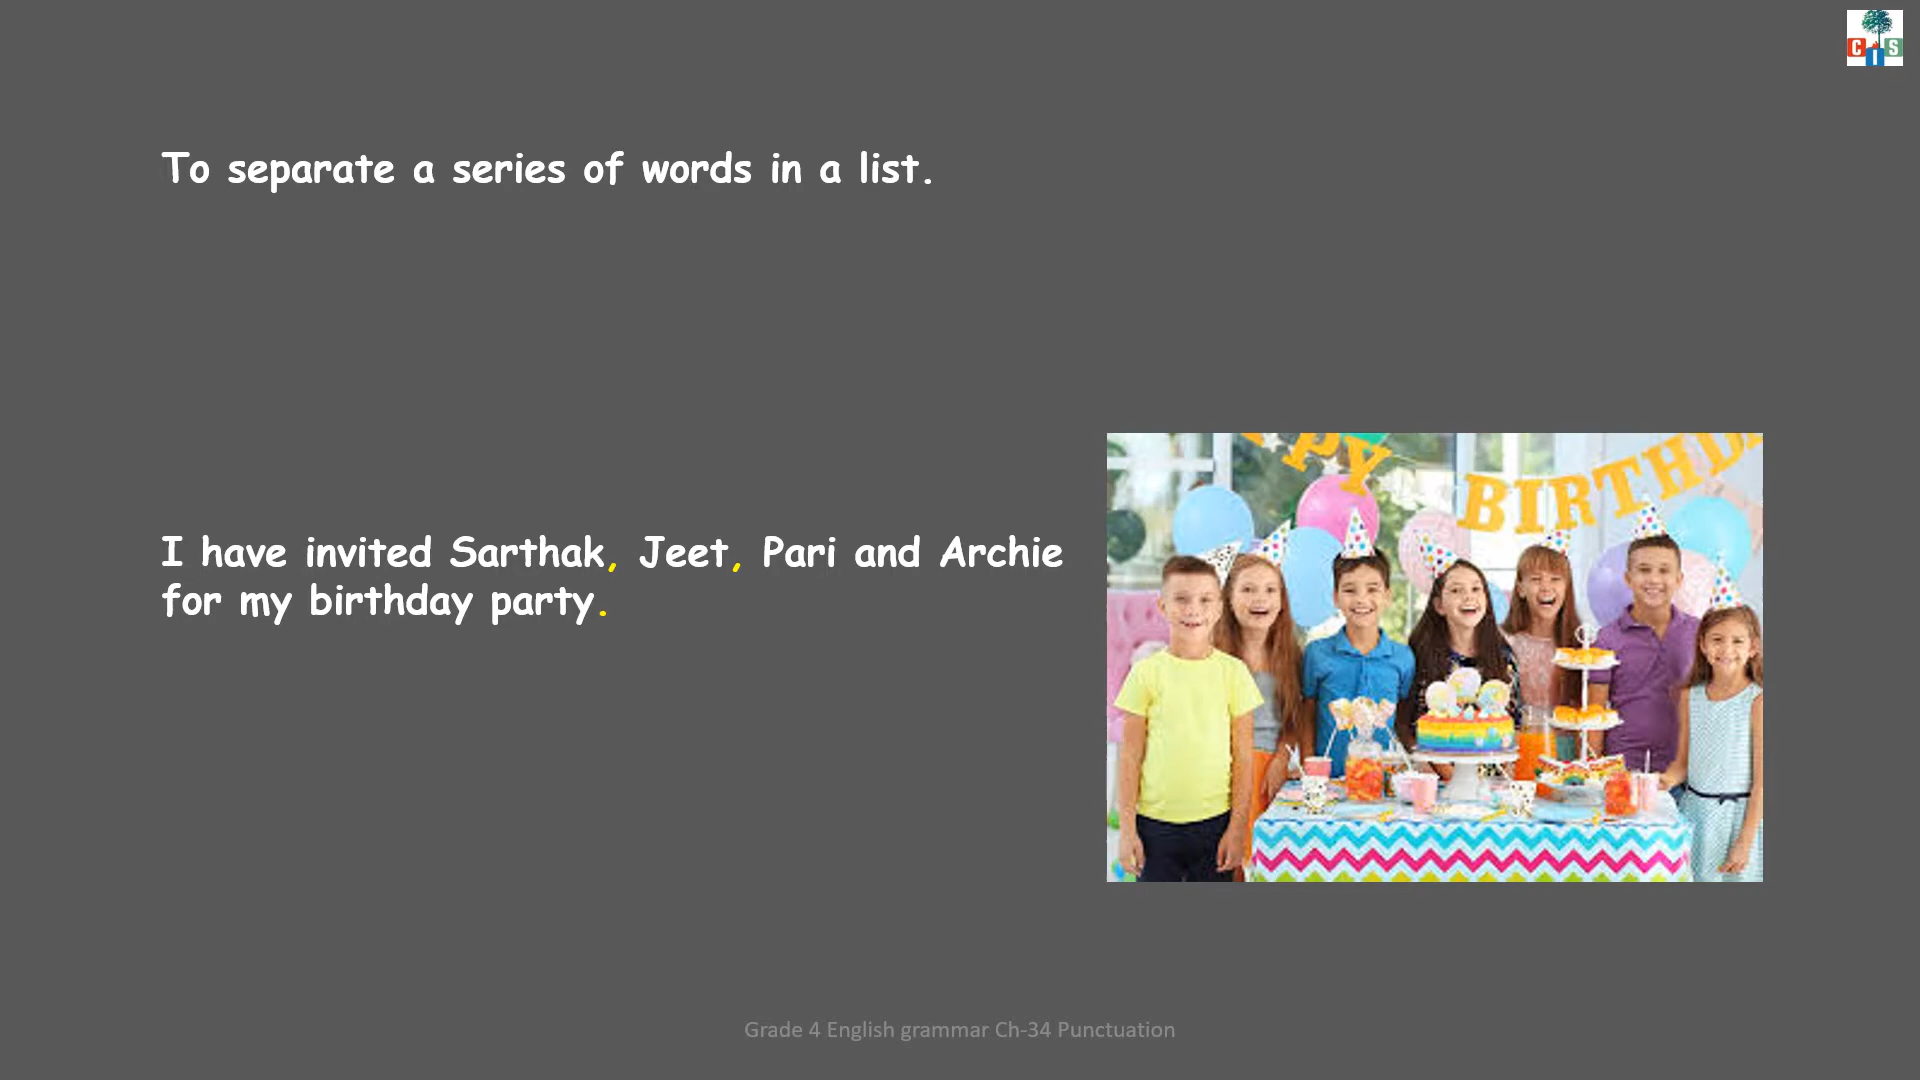 C I S
To separate a series of words in a list.
PPY BIRTHD
I have invited Sarthak, Jeet, Pari and Archie
for my birthday party.
Grade 4 English grammar Ch-34 Punctuation